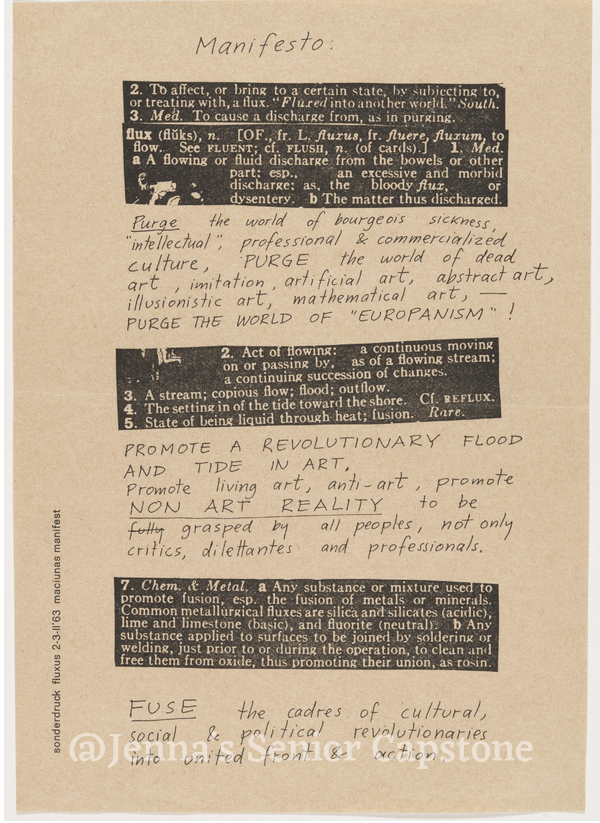 Manifesto:
2. To affect, or bring to a certain state, by subjecting to,
or treating with, a flux. "Fluxed into another world." South.
3. Med. To cause a discharge from, as in purging.
flux (flŭks), n. [OF., fr. L. fluxus, fr. fluere, fluxum, to
flow. See FLUENT; cf. FLUSH, n. (of cards).] 1. Med.
a A flowing or fluid discharge from the bowels or other
part; esp., an excessive and morbid
discharge; as, the bloody flux, or
dysentery. b The matter thus discharged.
Purge the world of bourgeois sickness,
"intellectual", professional & commercialized
culture, PURGE the world of dead
art, imitation, artificial art, abstract art,
illusionistic art, mathematical art, —
PURGE THE WORLD OF "EUROPANISM"!
2. Act of flowing: a continuous moving
on or passing by, as of a flowing stream;
a continuing succession of changes.
3. A stream; copious flow; flood; outflow.
4. The setting in of the tide toward the shore. Cf. REFLUX.
5. State of being liquid through heat; fusion. Rare.
PROMOTE A REVOLUTIONARY FLOOD
AND TIDE IN ART,
Promote living art, anti-art, promote
NON ART REALITY to be
fully grasped by all peoples, not only
critics, dilettantes and professionals.
7. Chem. & Metal. a Any substance or mixture used to
promote fusion, esp. the fusion of metals or minerals.
Common metallurgical fluxes are silica and silicates (acidic),
lime and limestone (basic), and fluorite (neutral). b Any
substance applied to surfaces to be joined by soldering or
welding, just prior to or during the operation, to clean and
free them from oxide, thus promoting their union, as rosin.
FUSE the cadres of cultural,
social & political revolutionaries
into united front & action.
sonderdruck fluxus 2-3-II'63 maciunas manifest
@Jenna's Senior Capstone